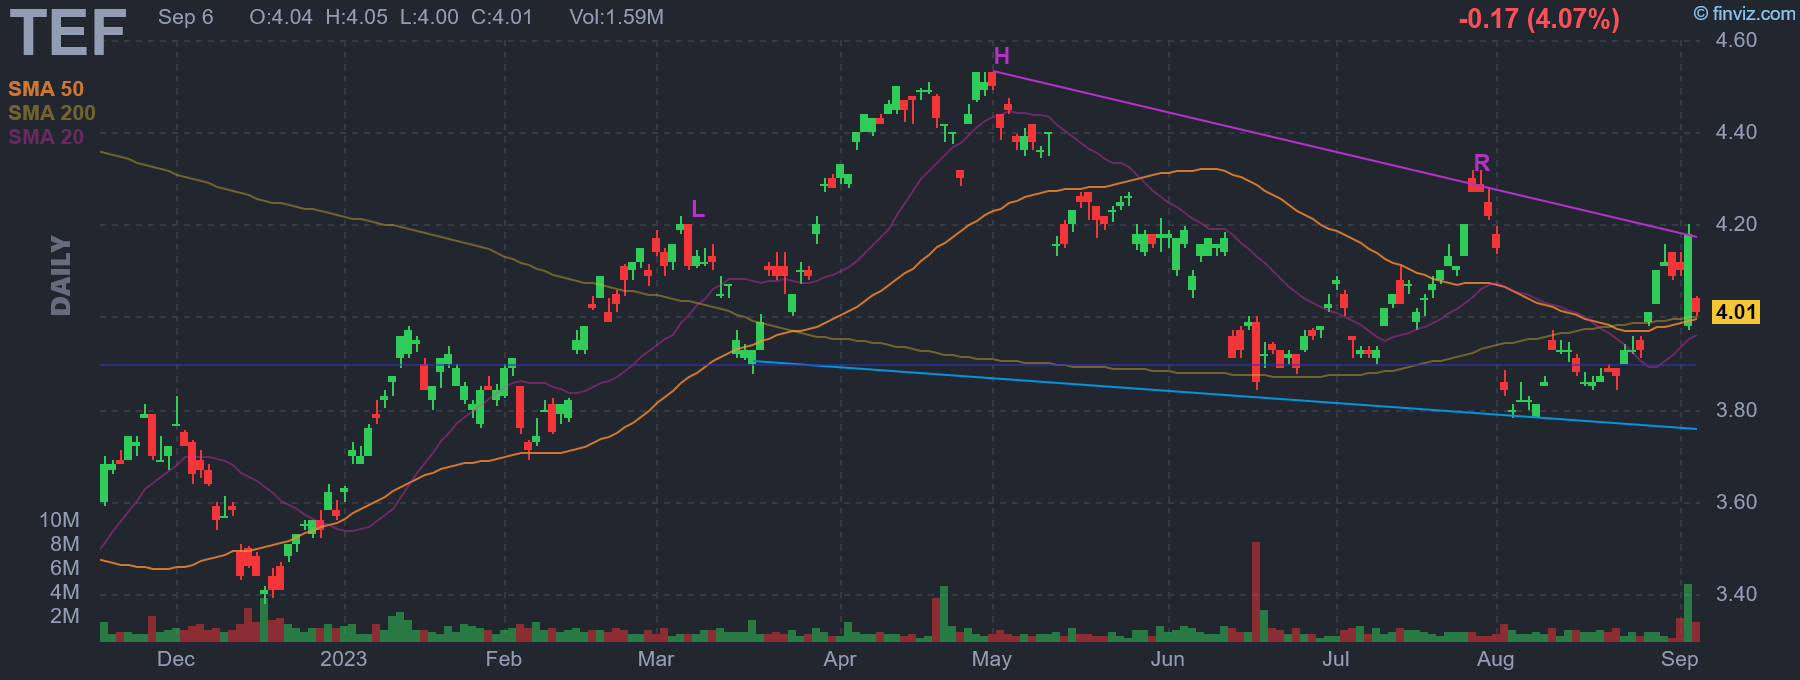 TEF
Sep 6 O:4.04 H:4.05 L:4.00 C:4.01 Vol:1.59M
-0.17 (4.07%)
© finviz.com
SMA 50
SMA 200
SMA 20
DAILY
H
R
L
4.60
4.40
4.20
4.01
3.80
3.60
3.40
10M
8M
6M
4M
2M
Dec 2023 Feb Mar Apr May Jun Jul Aug Sep